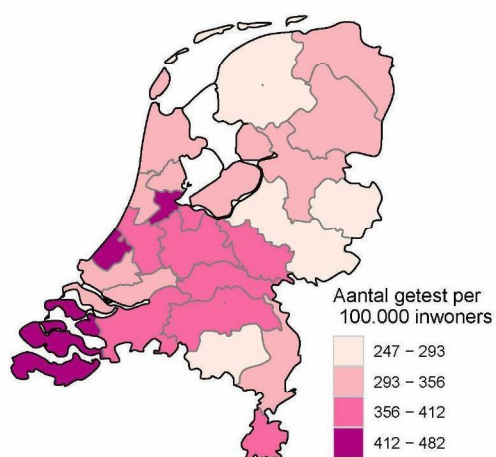 Aantal getest per
100.000 inwoners
247 – 293
293 – 356
356 – 412
412 – 482